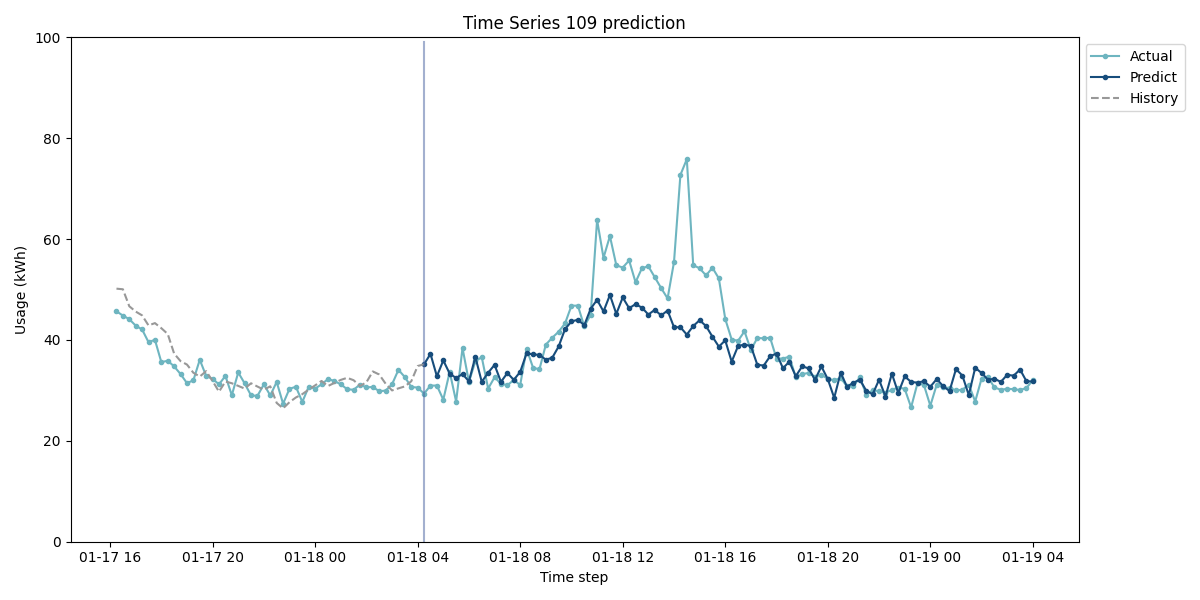 Time Series 109 prediction
100
80
60
40
20
0
Usage (kWh)
01-17 16 01-17 20 01-18 00 01-18 04 01-18 08 01-18 12 01-18 16 01-18 20 01-19 00 01-19 04
Time step
Actual
Predict
History